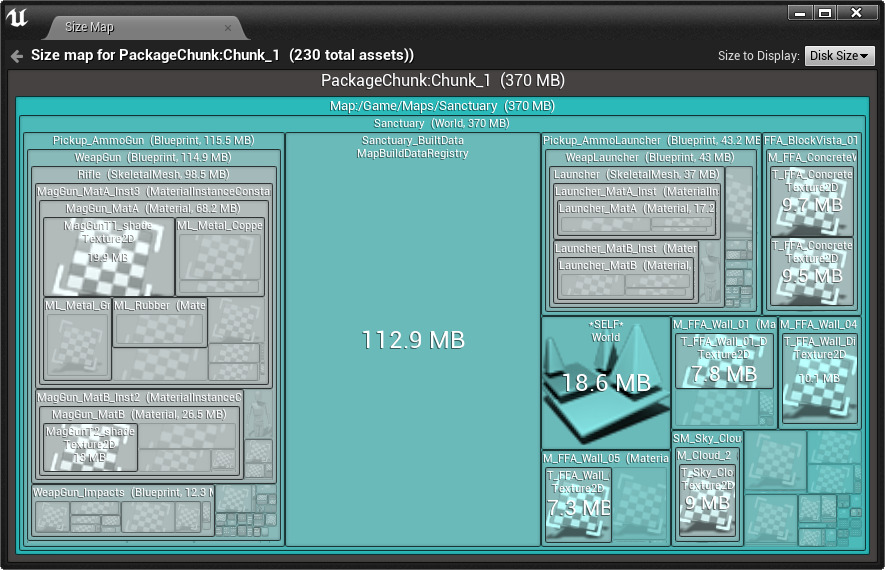 Size Map
Size map for PackageChunk:Chunk_1 (230 total assets))
Size to Display:
Disk Size
PackageChunk:Chunk_1 (370 MB)
Map:/Game/Maps/Sanctuary (370 MB)
Sanctuary (World, 370 MB)
Pickup_AmmoGun (Blueprint, 115.5 MB)
WeapGun (Blueprint, 114.9 MB)
Rifle (SkeletalMesh, 98.5 MB)
MagGun_MatA_Inst3 (MaterialInstanceConsta
MagGun_MatA (Material, 68.2 MB)
MagGunT1_shade
Texture2D
19.9 MB
ML_Metal_Coppe
ML_Metal_Gr
ML_Rubber (Mate
MagGun_MatB_Inst2 (MaterialInstanceC
MagGun_MatB (Material, 26.5 MB)
MagGunT2_shade
Texture2D
13 MB
WeapGun_Impacts (Blueprint, 12.3 M
Sanctuary_BuiltData
MapBuildDataRegistry
112.9 MB
Pickup_AmmoLauncher (Blueprint, 43.2 MB
WeapLauncher (Blueprint, 43 MB)
Launcher (SkeletalMesh, 37 MB)
Launcher_MatA_Inst (MaterialIns
Launcher_MatA (Material, 17.2
Launcher_MatB_Inst (Mater
Launcher_MatB (Material,
FFA_BlockVista_01
M_FFA_ConcreteW
T_FFA_Concrete
Texture2D
9.7 MB
T_FFA_Concrete
Texture2D
9.5 MB
*SELF*
World
18.6 MB
M_FFA_Wall_01 (Ma
T_FFA_Wall_01_D
Texture2D
7.8 MB
M_FFA_Wall_04
T_FFA_Wall_Di
Texture2D
10.1 MB
M_FFA_Wall_05 (Materia
T_FFA_Wall_
Texture2D
7.3 MB
SM_Sky_Clou
M_Cloud_2
T_Sky_Clo
Texture2D
9 MB